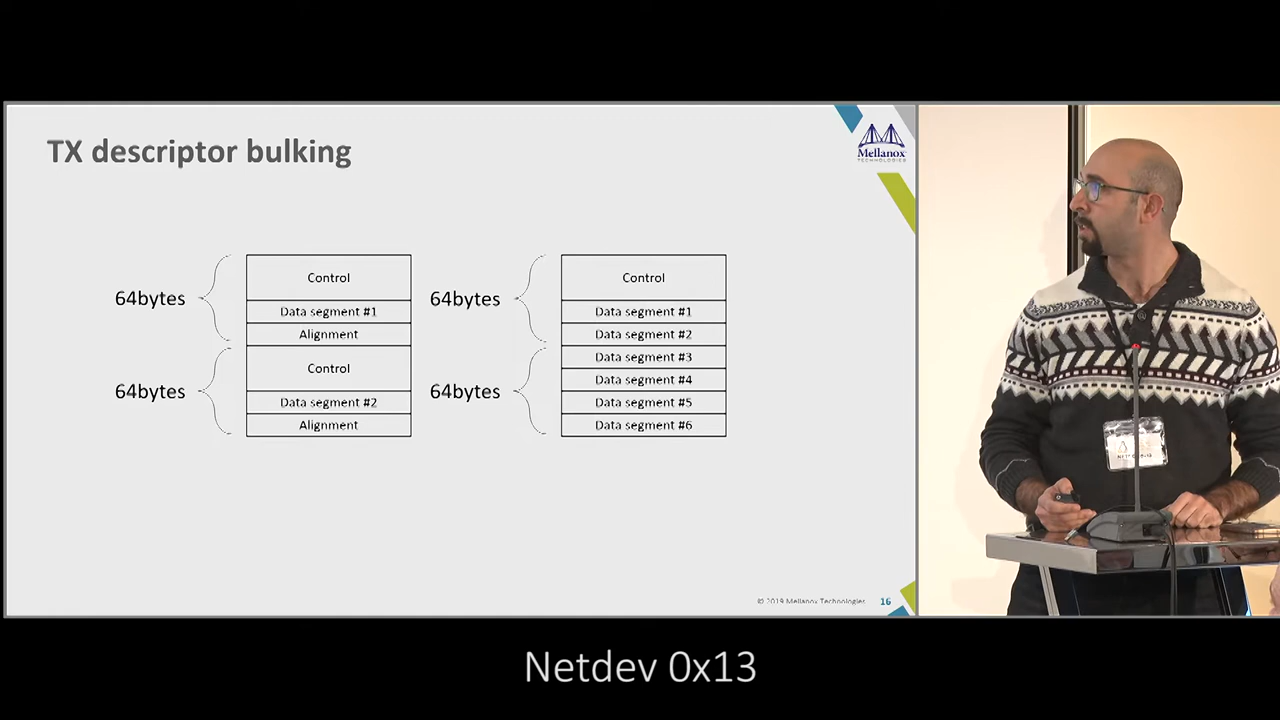 TX descriptor bulking
Mellanox
TECHNOLOGIES
64bytes
Control
Data segment #1
Alignment
64bytes
Control
Data segment #2
Alignment
64bytes
Control
Data segment #1
Data segment #2
64bytes
Data segment #3
Data segment #4
Data segment #5
Data segment #6
© 2019 Mellanox Technologies
16
Netdev 0x13